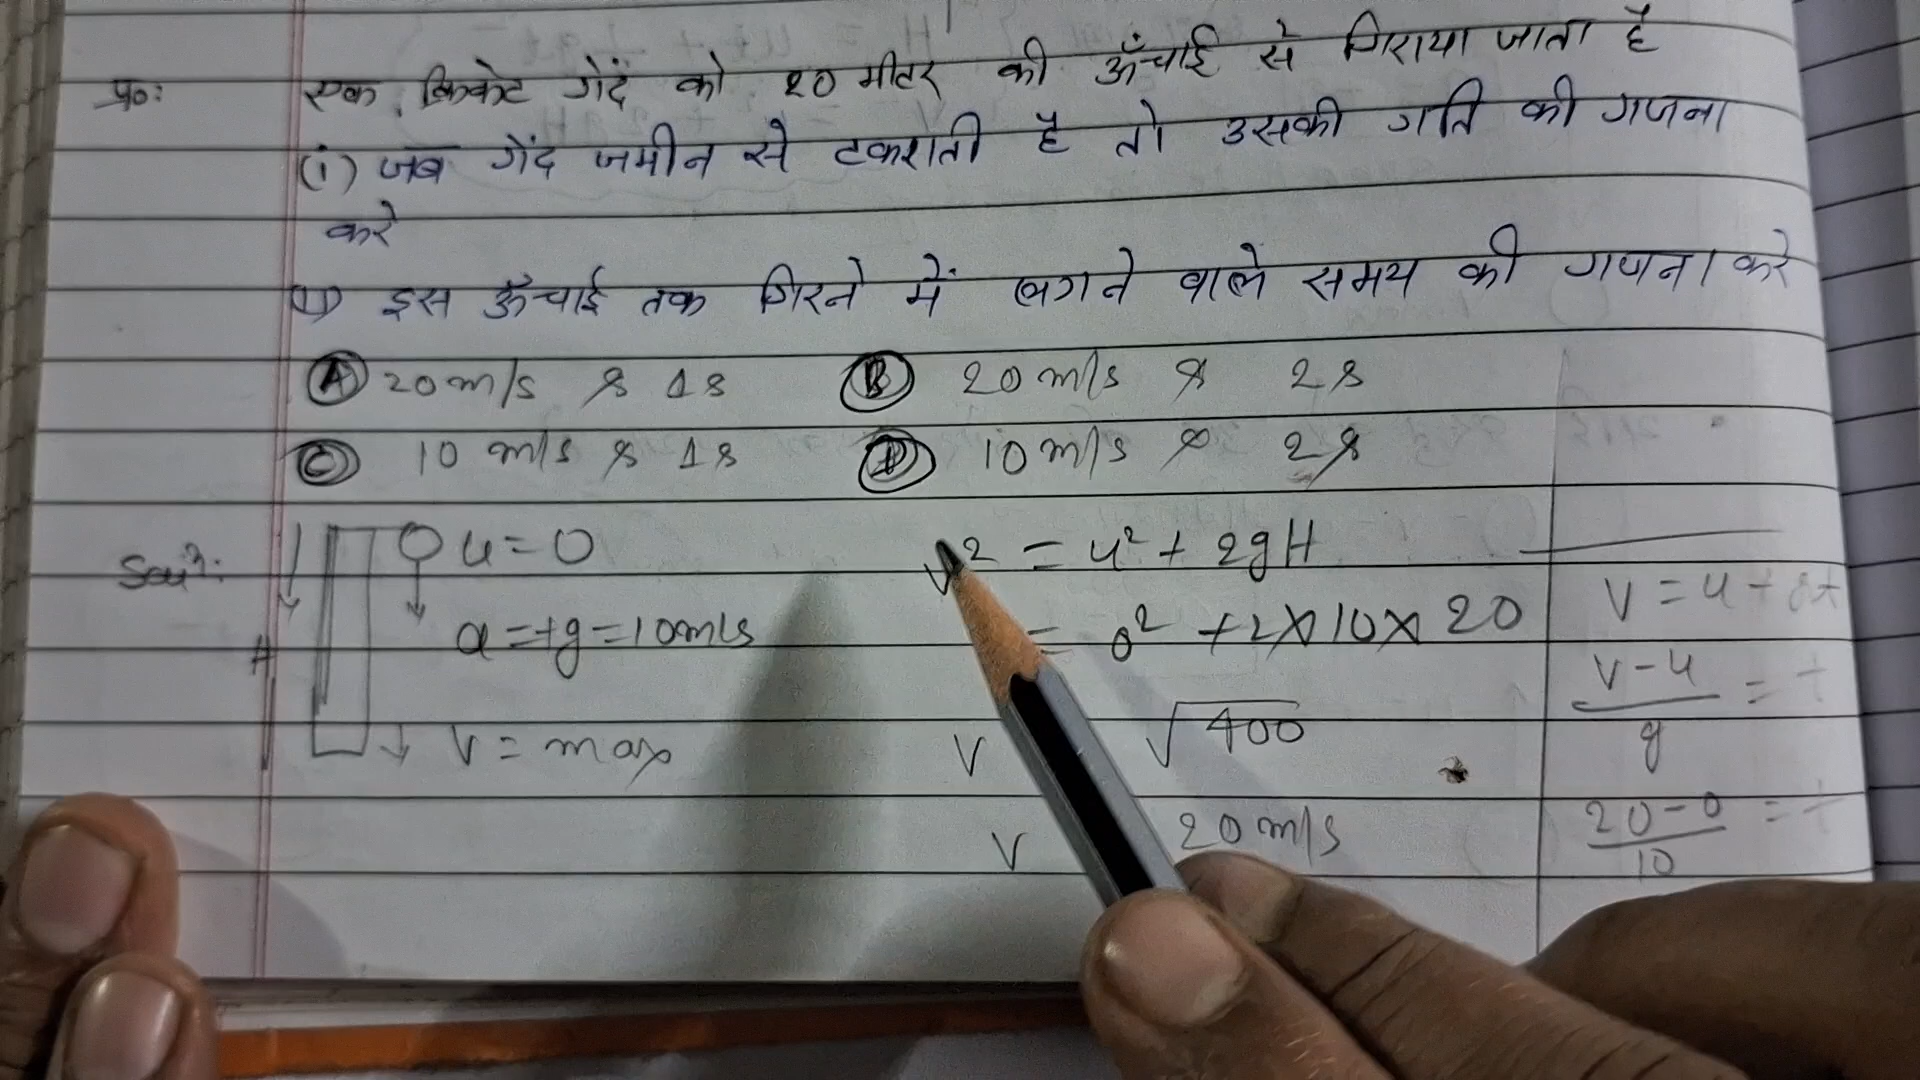 प्र०: एक क्रिकेट गेदं को 20 मीटर की ऊँचाई से गिराया जाता है
(i) जब गेंद जमीन से टकराती है तो उसकी गति की गणना
करे
(ii) इस ऊँचाई तक गिरने में लगने वाले समय की गणना करे
(A) 20 m/s & 1s (B) 20 m/s & 2s
(C) 10 m/s & 1s (D) 10 m/s & 2s
u = 0
a = +g = 10 m/s
H
v = max
v² = u² + 2gH
= 0² + 2×10×20
v √400
v 20 m/s
v = u + gt
v - u / g = t
20 - 0 / 10 = t